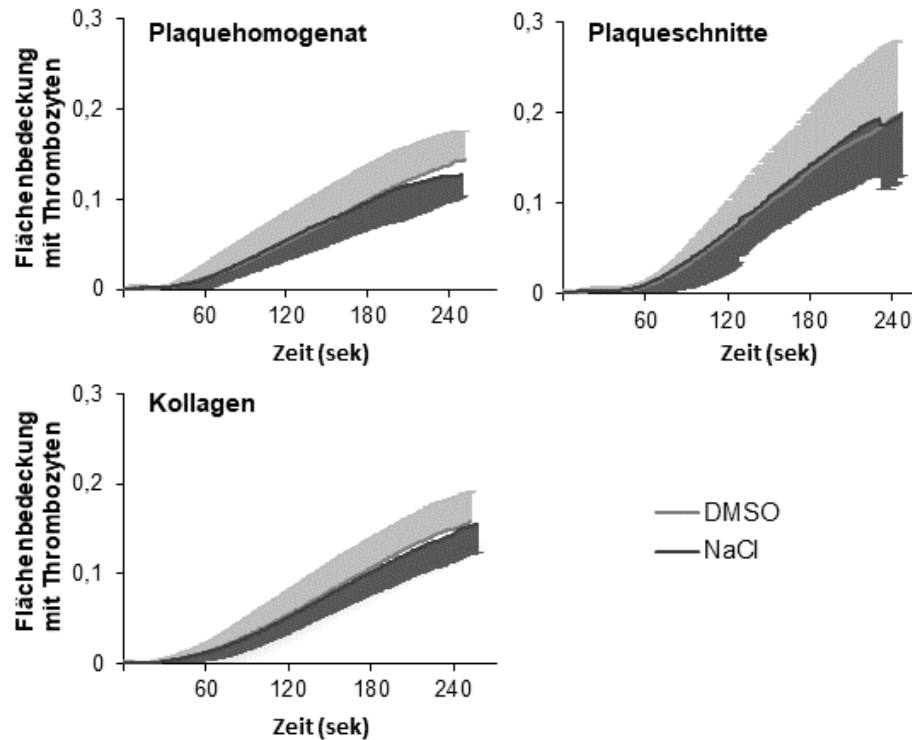 Plaquehomogenat
Flächenbedeckung
mit Thrombozyten
0,3
0,2
0,1
0
60
120
180
240
Zeit (sek)
Plaqueschnitte
0,3
0,2
0,1
0
60
120
180
240
Zeit (sek)
Kollagen
Flächenbedeckung
mit Thrombozyten
0,3
0,2
0,1
0
60
120
180
240
Zeit (sek)
DMSO
NaCl